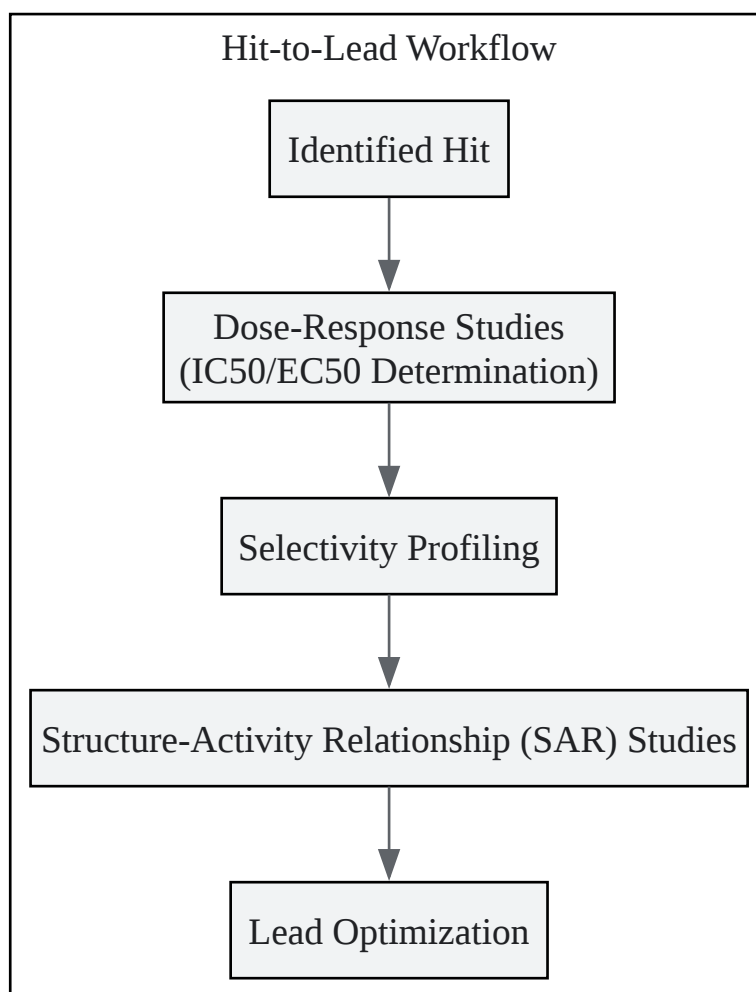 Hit-to-Lead Workflow
Identified Hit
Dose-Response Studies
(IC50/EC50 Determination)
Selectivity Profiling
Structure-Activity Relationship (SAR) Studies
Lead Optimization